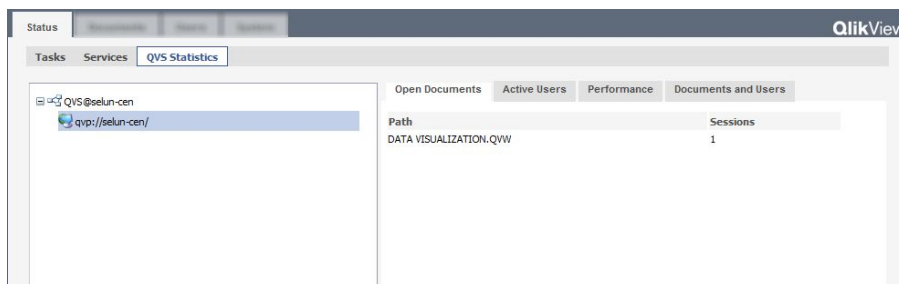 Status
QlikView
Tasks Services QVS Statistics
QVS@selun-cen
qvp://selun-cen/
Open Documents Active Users Performance Documents and Users
Path Sessions
DATA VISUALIZATION.QVW 1